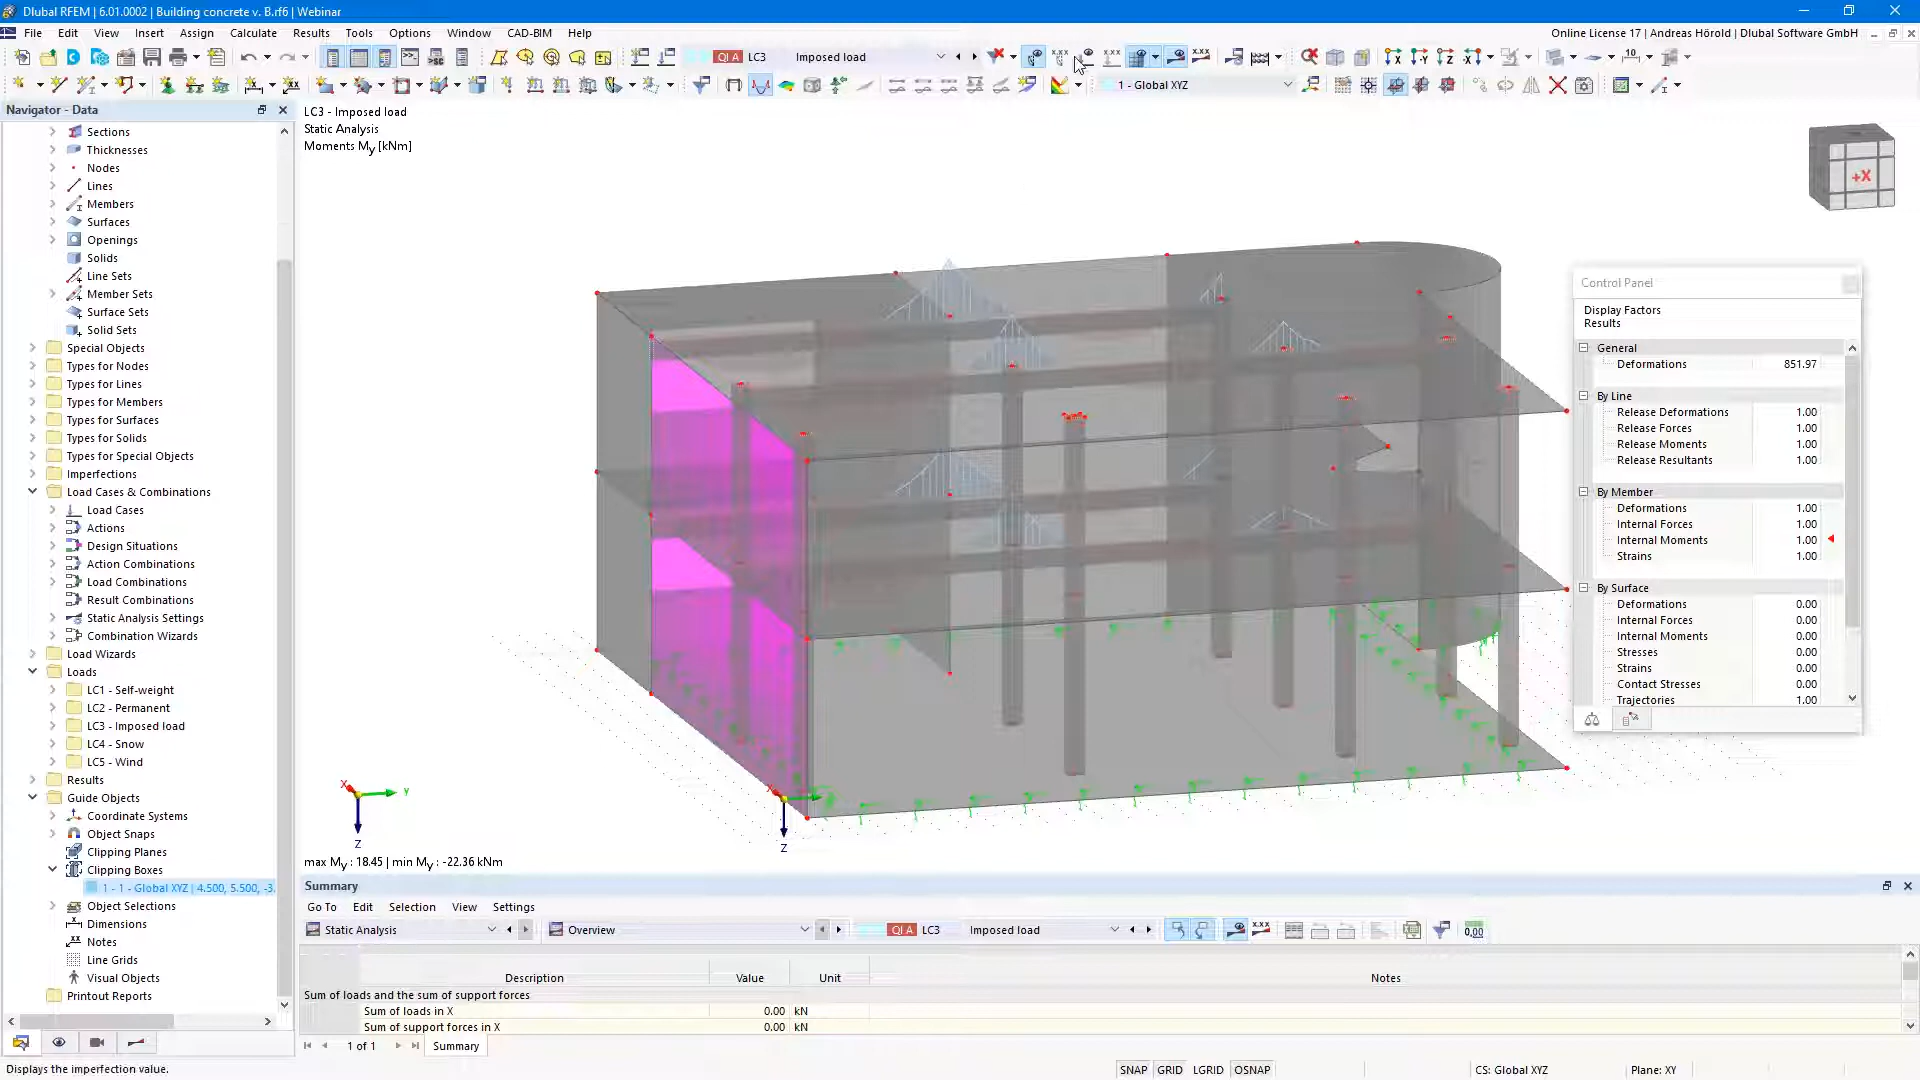 Dlubal RFEM | 6.01.0002 | Building concrete v. B.rf6 | Webinar
File Edit View Insert Assign Calculate Results Tools Options Window CAD-BIM Help
Online License 17 | Andreas Hörold | Dlubal Software GmbH
QI A LC3 Imposed load
1 - Global XYZ
Navigator - Data
Sections
Thicknesses
Nodes
Lines
Members
Surfaces
Openings
Solids
Line Sets
Member Sets
Surface Sets
Solid Sets
Special Objects
Types for Nodes
Types for Lines
Types for Members
Types for Surfaces
Types for Solids
Types for Special Objects
Imperfections
Load Cases & Combinations
Load Cases
Actions
Design Situations
Action Combinations
Load Combinations
Result Combinations
Static Analysis Settings
Combination Wizards
Load Wizards
Loads
LC1 - Self-weight
LC2 - Permanent
LC3 - Imposed load
LC4 - Snow
LC5 - Wind
Results
Guide Objects
Coordinate Systems
Object Snaps
Clipping Planes
Clipping Boxes
1 - 1 - Global XYZ | 4.500, 5.500, -3.
Object Selections
Dimensions
Notes
Line Grids
Visual Objects
Printout Reports
LC3 - Imposed load
Static Analysis
Moments My [kNm]
+X
X
Y
Z
X
Z
max My : 18.45 | min My : -22.36 kNm
Control Panel
Display Factors
Results
General
Deformations 851.97
By Line
Release Deformations 1.00
Release Forces 1.00
Release Moments 1.00
Release Resultants 1.00
By Member
Deformations 1.00
Internal Forces 1.00
Internal Moments 1.00
Strains 1.00
By Surface
Deformations 0.00
Internal Forces 0.00
Internal Moments 0.00
Stresses 0.00
Strains 0.00
Contact Stresses 0.00
Trajectories 1.00
Summary
Go To Edit Selection View Settings
Static Analysis Overview QI A LC3 Imposed load
Description Value Unit Notes
Sum of loads and the sum of support forces
Sum of loads in X 0.00 kN
Sum of support forces in X 0.00 kN
1 of 1 Summary
Displays the imperfection value.
SNAP GRID LGRID OSNAP CS: Global XYZ Plane: XY